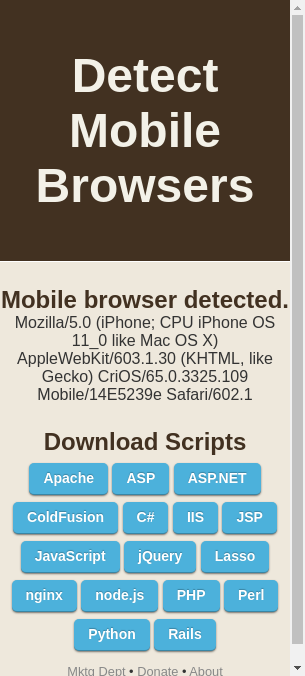 Detect
Mobile
Browsers
Mobile browser detected.
Mozilla/5.0 (iPhone; CPU iPhone OS
11_0 like Mac OS X)
AppleWebKit/603.1.30 (KHTML, like
Gecko) CriOS/65.0.3325.109
Mobile/14E5239e Safari/602.1
Download Scripts
Apache ASP ASP.NET
ColdFusion C# IIS JSP
JavaScript jQuery Lasso
nginx node.js PHP Perl
Python Rails
Mktg Dept • Donate • About